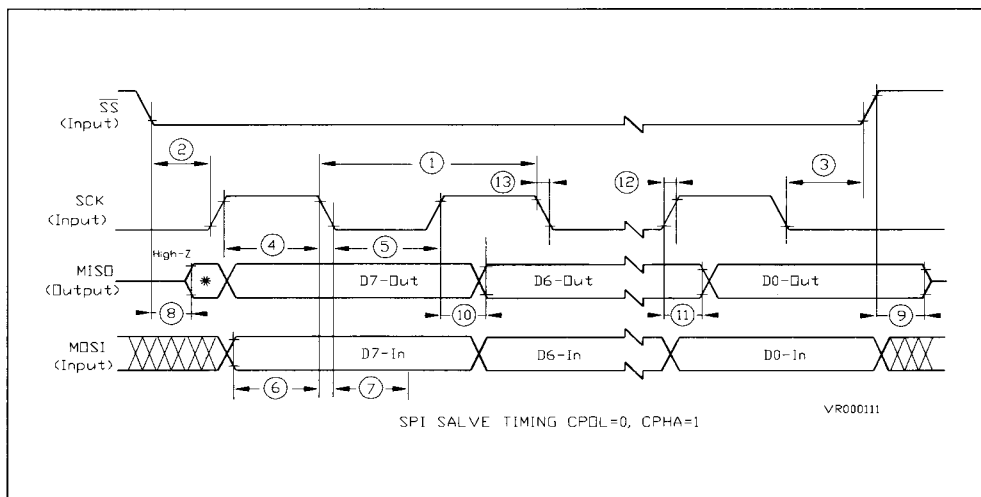 SS
(Input)
2
1
3
13
12
SCK
(Input)
4
5
High-Z
MISO
(Output)
*
D7-Out
D6-Out
D0-Out
8
10
11
9
MOSI
(Input)
D7-In
D6-In
D0-In
6
7
VR000111
SPI SALVE TIMING CPOL=0, CPHA=1